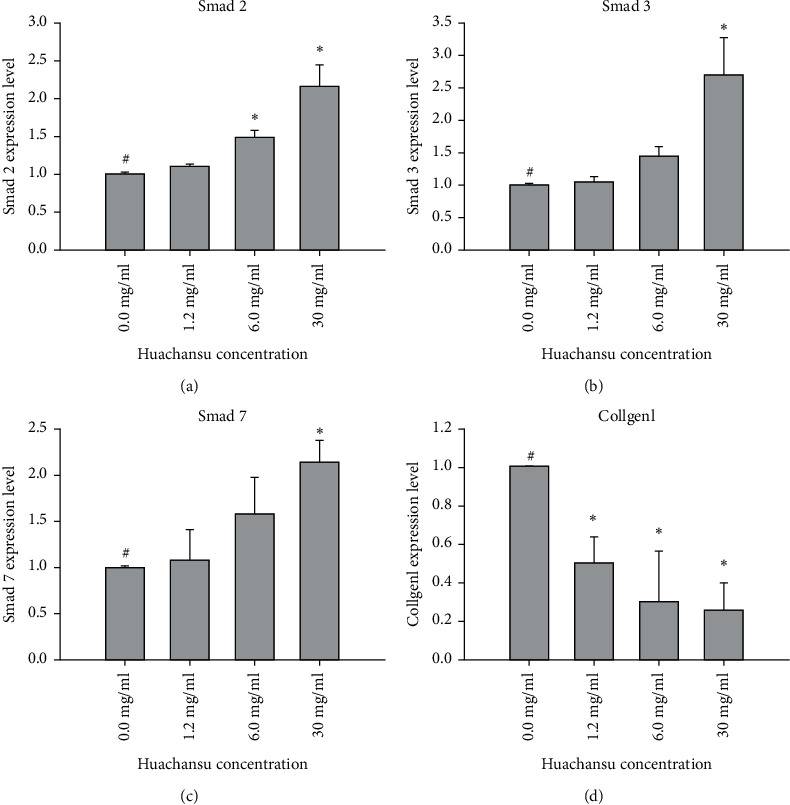 Smad 2
Smad 2 expression level
3.0
2.5
2.0
1.5
1.0
0.5
0.0
#
*
*
0.0 mg/ml
1.2 mg/ml
6.0 mg/ml
30 mg/ml
Huachansu concentration
(a)
Smad 3
Smad 3 expression level
3.5
3.0
2.5
2.0
1.5
1.0
0.5
0.0
#
*
0.0 mg/ml
1.2 mg/ml
6.0 mg/ml
30 mg/ml
Huachansu concentration
(b)
Smad 7
Smad 7 expression level
2.5
2.0
1.5
1.0
0.5
0.0
#
*
0.0 mg/ml
1.2 mg/ml
6.0 mg/ml
30 mg/ml
Huachansu concentration
(c)
Collgenl
Collgenl expression level
1.2
1.0
0.8
0.6
0.4
0.2
0.0
#
*
*
*
0.0 mg/ml
1.2 mg/ml
6.0 mg/ml
30 mg/ml
Huachansu concentration
(d)